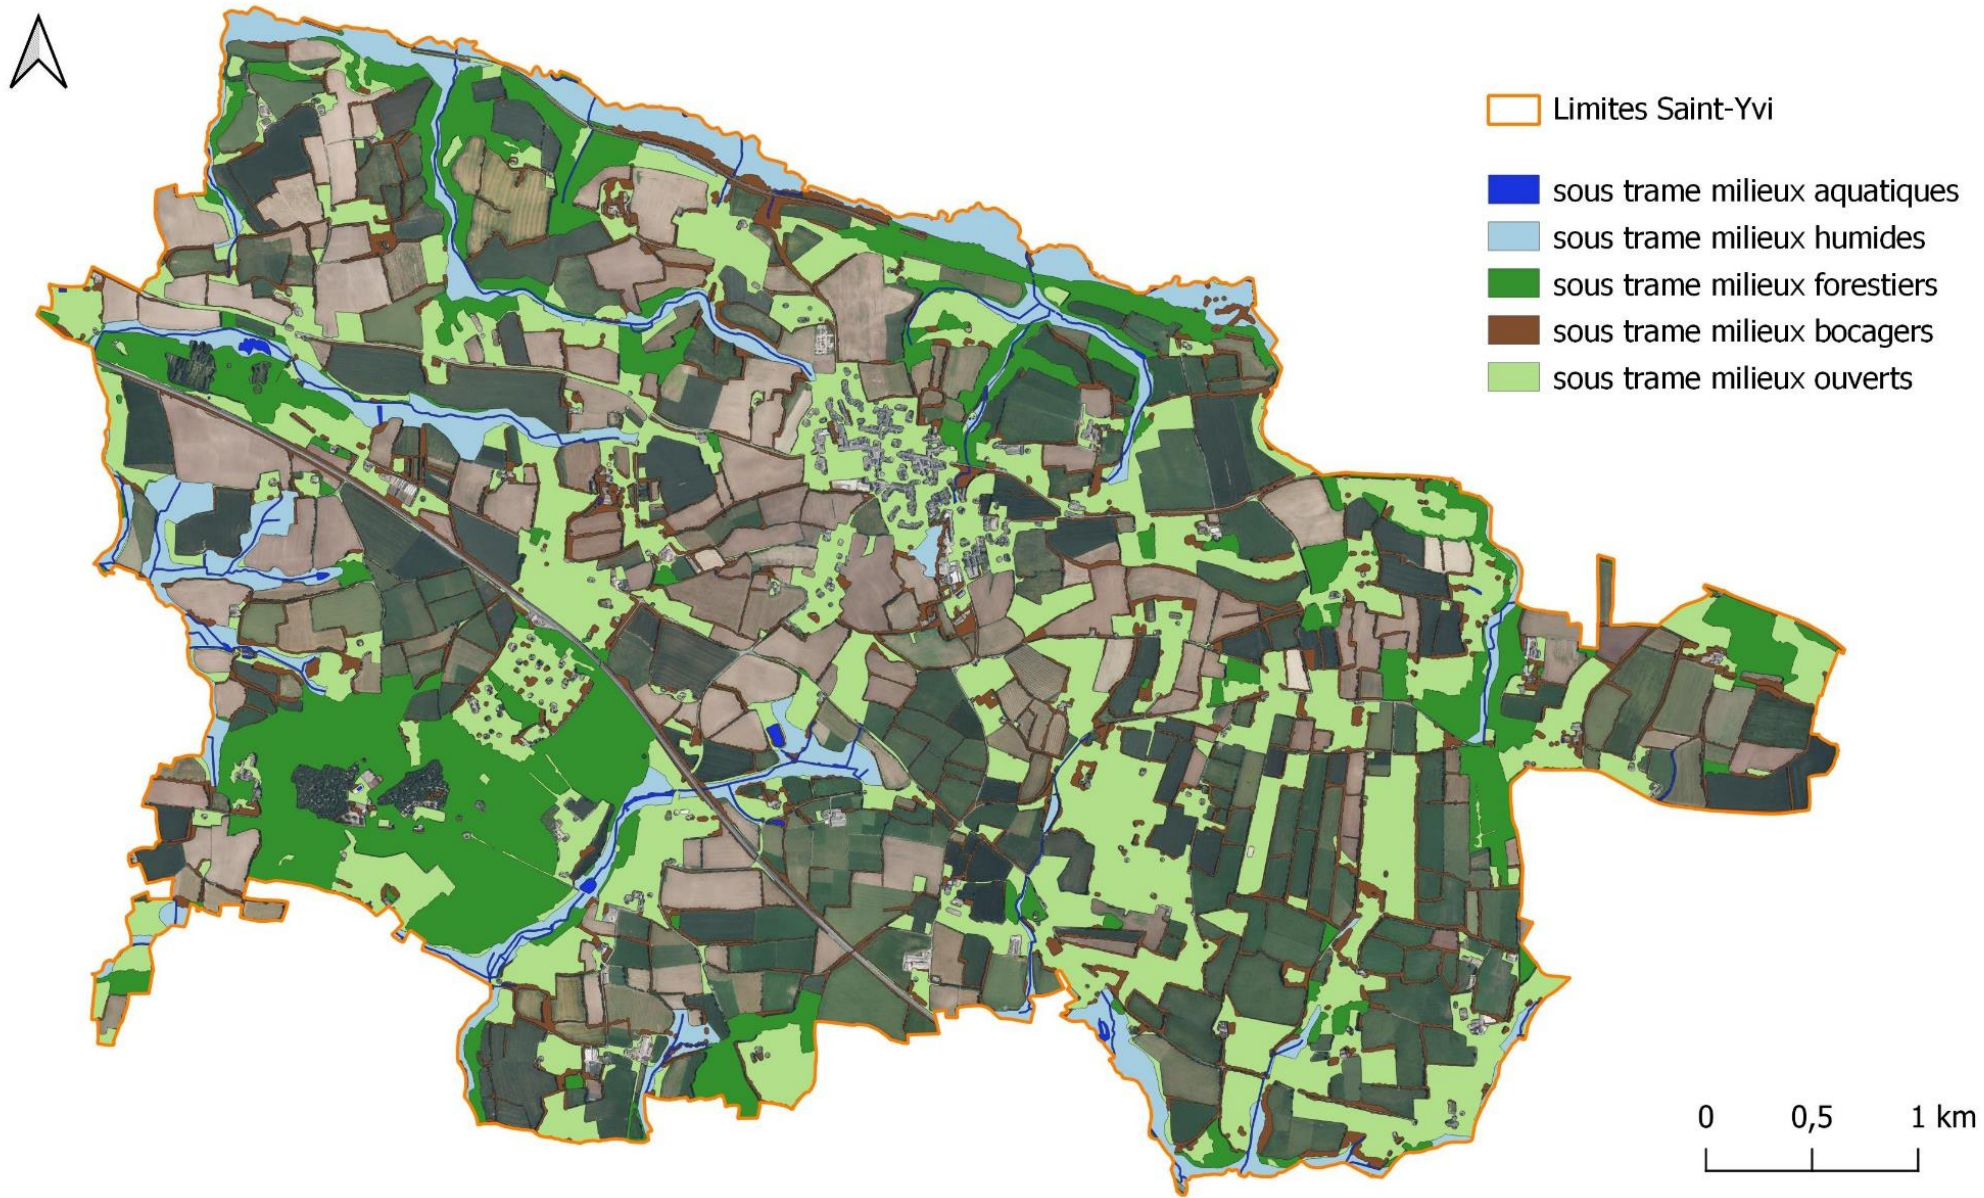 Limites Saint-Yvi
sous trame milieux aquatiques
sous trame milieux humides
sous trame milieux forestiers
sous trame milieux bocagers
sous trame milieux ouverts
0 0,5 1 km